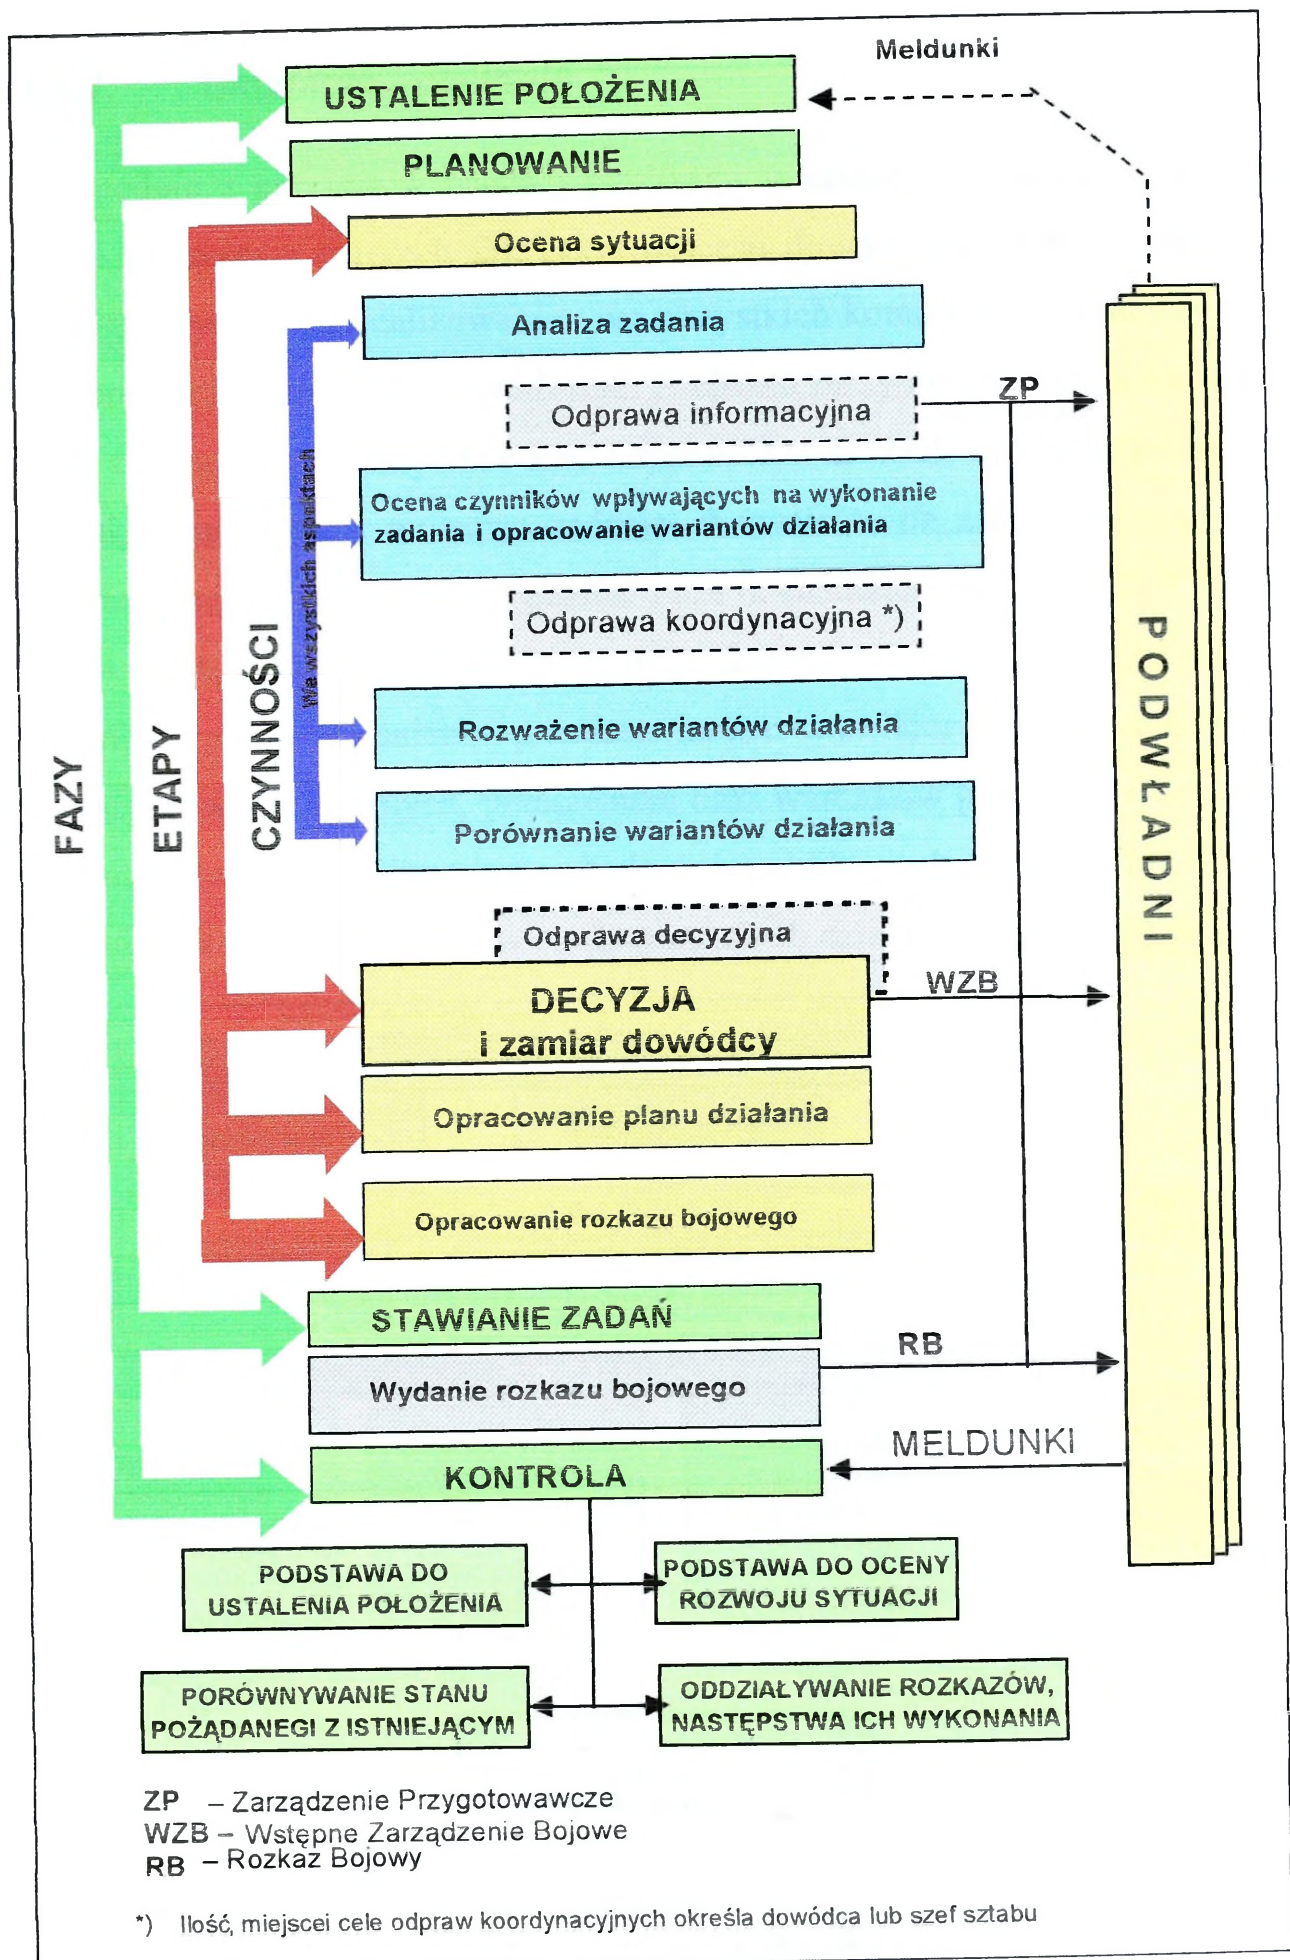 Meldunki
USTALENIE POŁOŻENIA
PLANOWANIE
Ocena sytuacji
Analiza zadania
Odprawa informacyjna
ZP
Ocena czynników wpływających na wykonanie
zadania i opracowanie wariantów działania
Odprawa koordynacyjna *)
Rozważenie wariantów działania
Porównanie wariantów działania
We wszystkich aspektach
FAZY
ETAPY
CZYNNOŚCI
PODWŁADNI
Odprawa decyzyjna
DECYZJA
i zamiar dowódcy
WZB
Opracowanie planu działania
Opracowanie rozkazu bojowego
STAWIANIE ZADAŃ
Wydanie rozkazu bojowego
RB
KONTROLA
MELDUNKI
PODSTAWA DO
USTALENIA POŁOŻENIA
PODSTAWA DO OCENY
ROZWOJU SYTUACJI
PORÓWNYWANIE STANU
POŻĄDANEGI Z ISTNIEJĄCYM
ODDZIAŁYWANIE ROZKAZÓW,
NASTĘPSTWA ICH WYKONANIA
ZP – Zarządzenie Przygotowawcze
WZB – Wstępne Zarządzenie Bojowe
RB – Rozkaz Bojowy
*) Ilość, miejscei cele odpraw koordynacyjnych określa dowódca lub szef sztabu